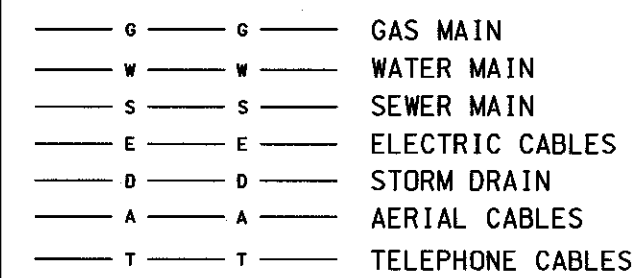 G G GAS MAIN
W W WATER MAIN
S S SEWER MAIN
E E ELECTRIC CABLES
D D STORM DRAIN
A A AERIAL CABLES
T T TELEPHONE CABLES